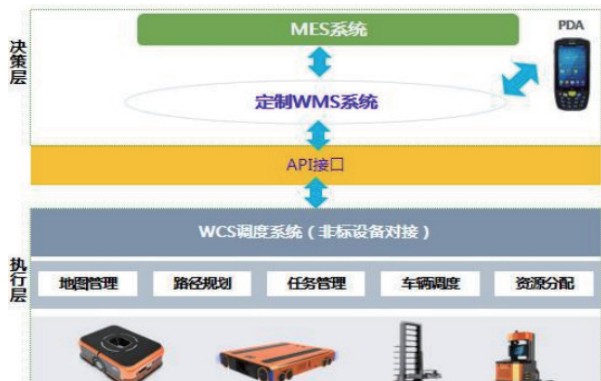 MES系统
PDA
决策层
定制WMS系统
API接口
WCS调度系统（非标设备对接）
执行层
地图管理 路径规划 任务管理 车辆调度 资源分配